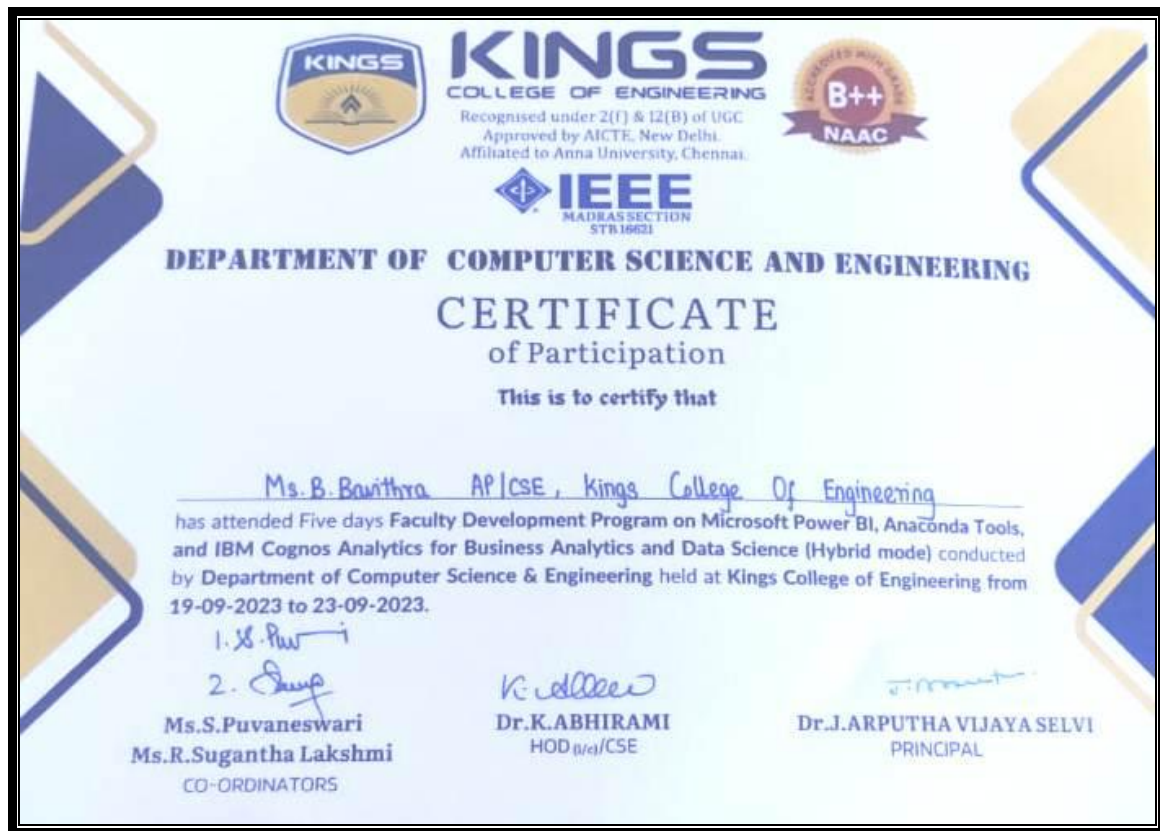 KINGS
KINGS
COLLEGE OF ENGINEERING
Recognised under 2(f) & 12(B) of UGC
Approved by AICTE, New Delhi.
Affiliated to Anna University, Chennai.
ACCREDITED WITH GRADE
B++
NAAC
IEEE
MADRAS SECTION
STB 16621
DEPARTMENT OF COMPUTER SCIENCE AND ENGINEERING
CERTIFICATE
of Participation
This is to certify that
Ms. B. Bavithra AP/CSE, Kings College Of Engineering
has attended Five days Faculty Development Program on Microsoft Power BI, Anaconda Tools,
and IBM Cognos Analytics for Business Analytics and Data Science (Hybrid mode) conducted
by Department of Computer Science & Engineering held at Kings College of Engineering from
19-09-2023 to 23-09-2023.
1.
2.
Ms.S.Puvaneswari
Ms.R.Sugantha Lakshmi
CO-ORDINATORS
Dr.K.ABHIRAMI
HOD (i/c)/CSE
Dr.J.ARPUTHA VIJAYA SELVI
PRINCIPAL